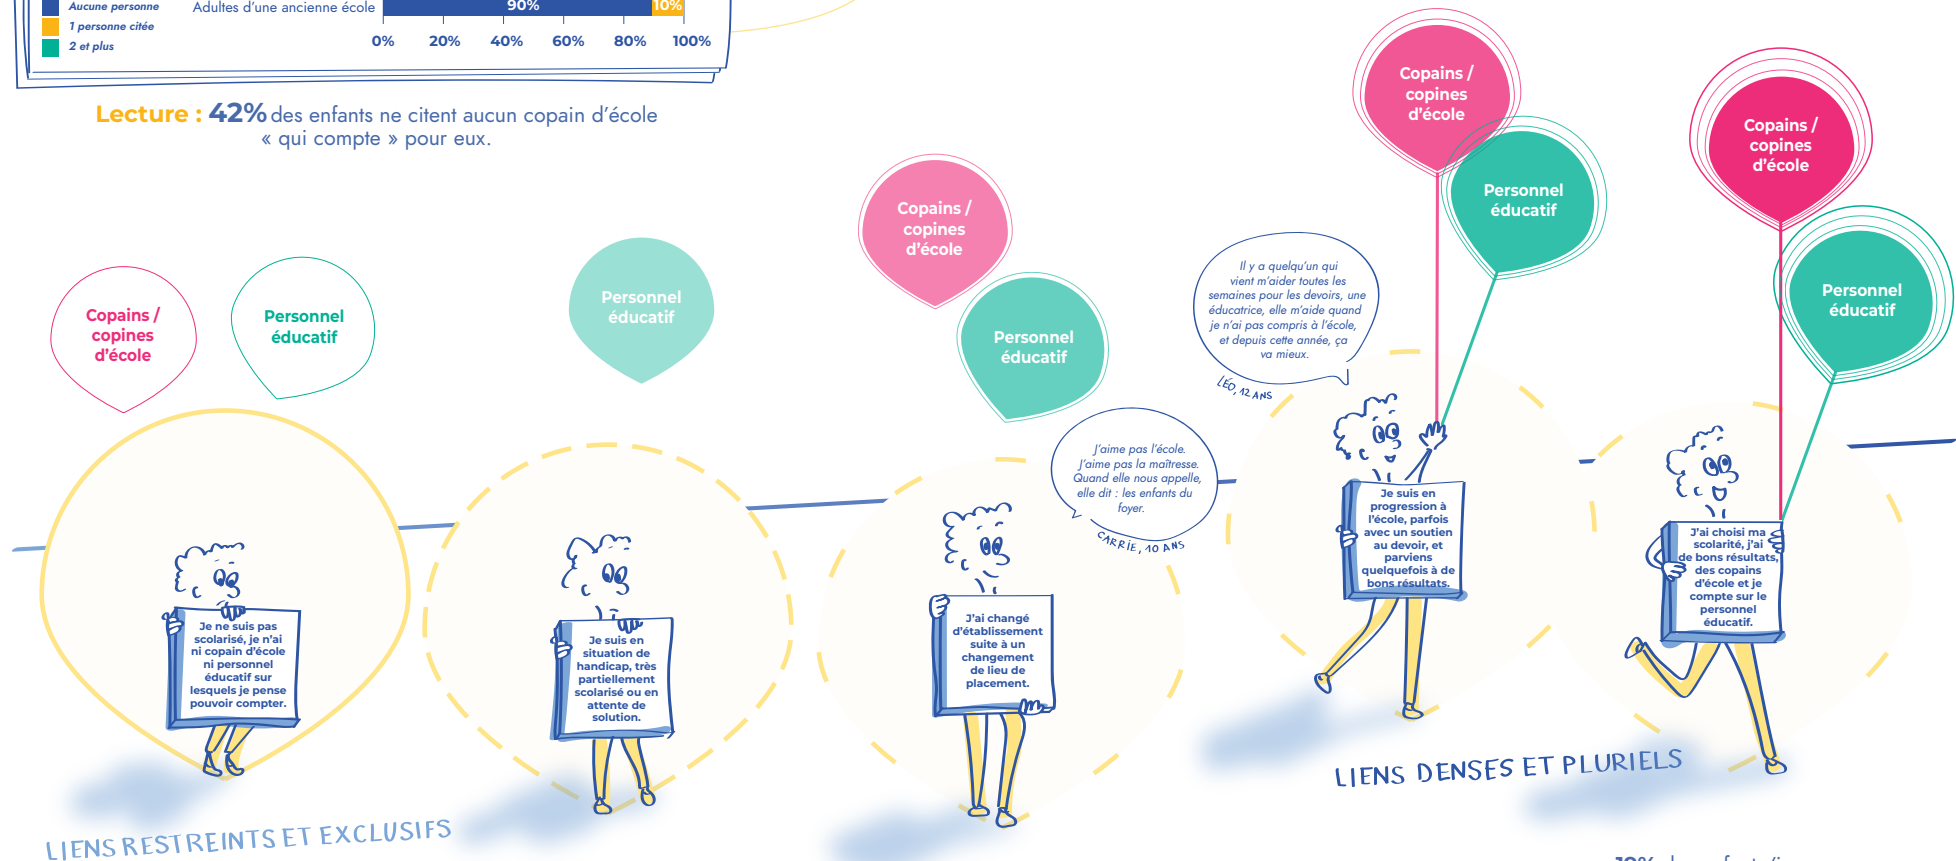 Aucune personne
1 personne citée
2 et plus
Adultes d'une ancienne école
90%
10%
0% 20% 40% 60% 80% 100%
Lecture : 42% des enfants ne citent aucun copain d'école
« qui compte » pour eux.
Copains /
copines
d'école
Personnel
éducatif
Je ne suis pas
scolarisé, je n'ai
ni copain d'école
ni personnel
éducatif sur
lesquels je pense
pouvoir compter.
Personnel
éducatif
Je suis en
situation de
handicap, très
partiellement
scolarisé ou en
attente de
solution.
Copains /
copines
d'école
Personnel
éducatif
J'aime pas l'école.
J'aime pas la maîtresse.
Quand elle nous appelle,
elle dit : les enfants du
foyer.
CARRIE, 10 ANS
J'ai changé
d'établissement
suite à un
changement
de lieu de
placement.
Copains /
copines
d'école
Personnel
éducatif
Il y a quelqu'un qui
vient m'aider toutes les
semaines pour les devoirs, une
éducatrice, elle m'aide quand
je n'ai pas compris à l'école,
et depuis cette année, ça
va mieux.
LÉO, 12 ANS
Je suis en
progression à
l'école, parfois
avec un soutien
au devoir, et
parviens
quelquefois à de
bons résultats.
Copains /
copines
d'école
Personnel
éducatif
J'ai choisi ma
scolarité, j'ai
de bons résultats,
des copains
d'école et je
compte sur le
personnel
éducatif.
LIENS RESTREINTS ET EXCLUSIFS
LIENS DENSES ET PLURIELS